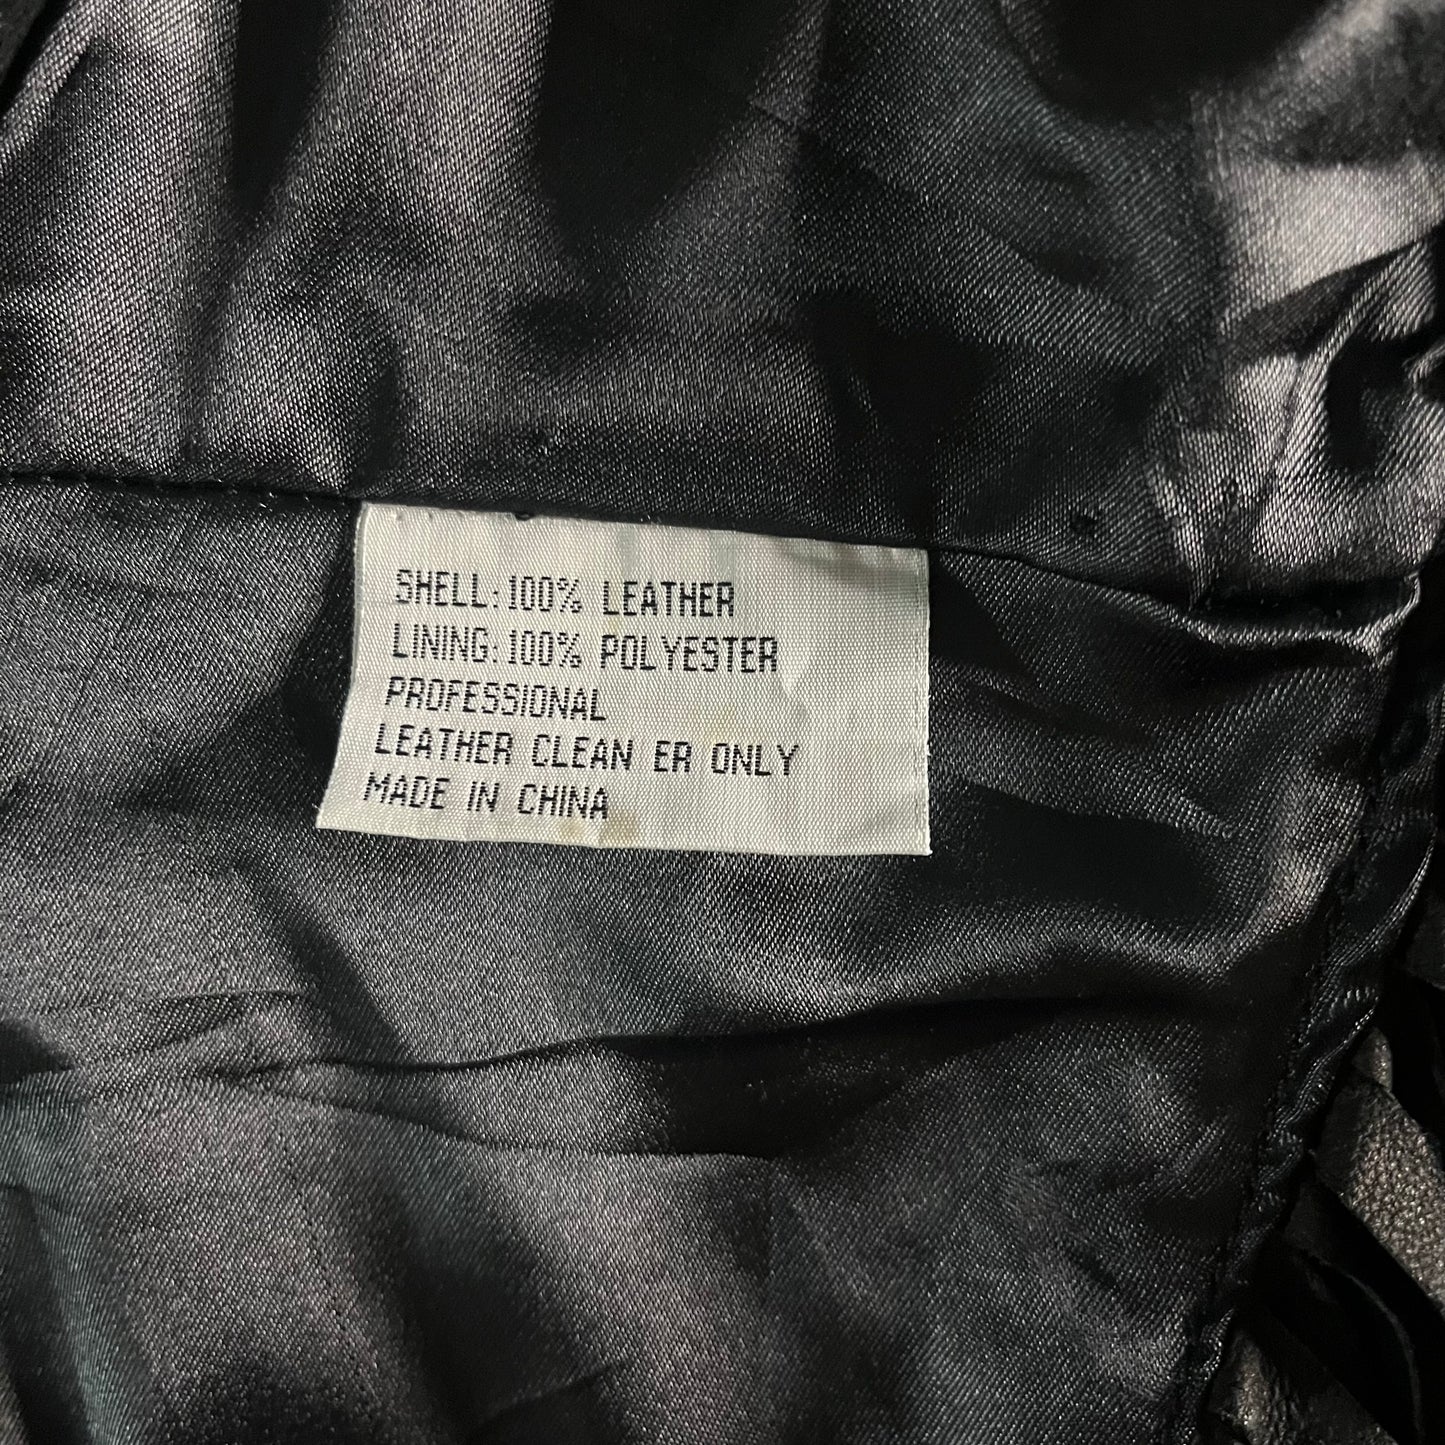 SHELL: 100% LEATHER
LINING: 100% POLYESTER
PROFESSIONAL
LEATHER CLEAN ER ONLY
MADE IN CHINA